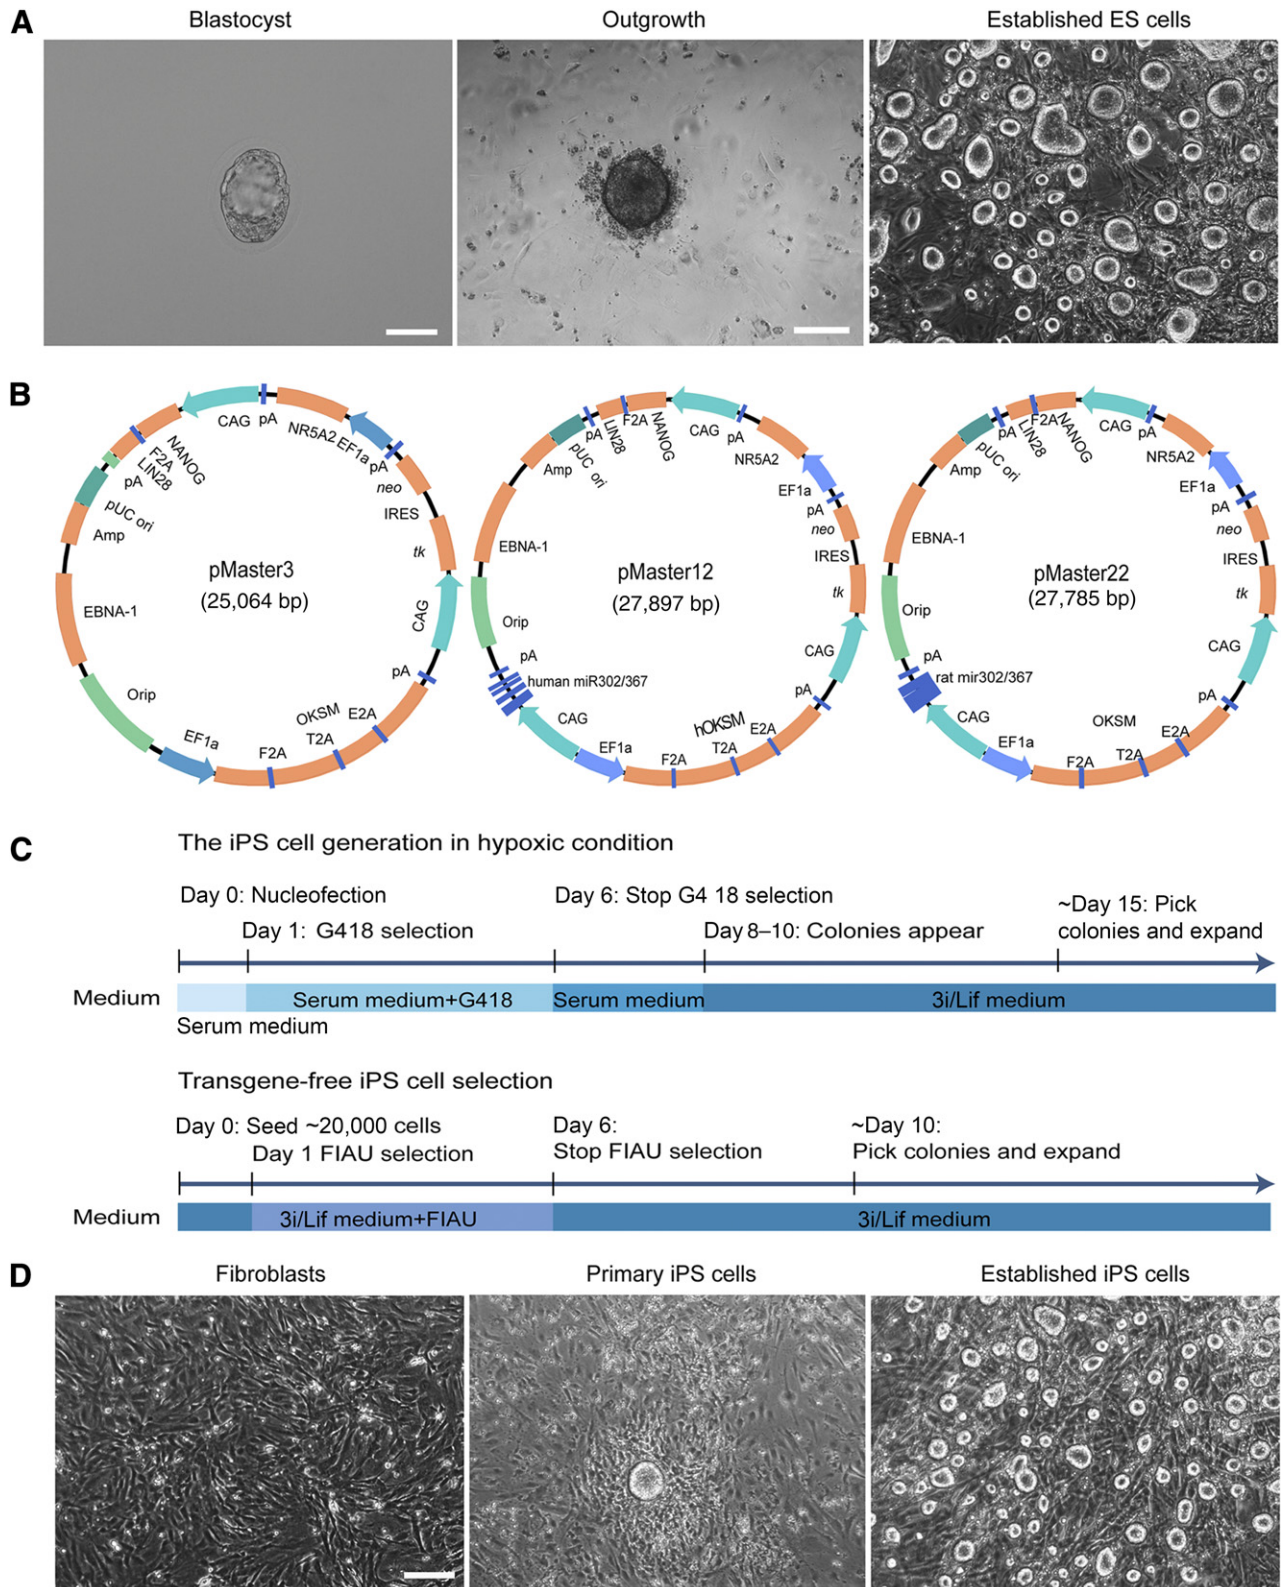 A
Blastocyst
Outgrowth
Established ES cells
B
CAG
pA
NR5A2
EF1a
pA
neo
IRES
tk
CAG
pA
E2A
OKSM
T2A
F2A
EF1a
Orip
EBNA-1
Amp
pUC ori
pA
LIN28
F2A
NANOG
pMaster3
(25,064 bp)
CAG
pA
NR5A2
EF1a
pA
neo
IRES
tk
CAG
pA
E2A
hOKSM
T2A
F2A
EF1a
CAG
human miR302/367
pA
Orip
EBNA-1
Amp
pUC ori
pA
LIN28
F2A
NANOG
pMaster12
(27,897 bp)
CAG
pA
NR5A2
EF1a
pA
neo
IRES
tk
CAG
pA
E2A
OKSM
T2A
F2A
EF1a
CAG
rat mir302/367
pA
Orip
EBNA-1
Amp
pUC ori
pA
LIN28
F2A
NANOG
pMaster22
(27,785 bp)
C
The iPS cell generation in hypoxic condition
Day 0: Nucleofection
Day 1: G418 selection
Day 6: Stop G4 18 selection
Day 8–10: Colonies appear
~Day 15: Pick
colonies and expand
Medium
Serum medium+G418
Serum medium
3i/Lif medium
Serum medium
Transgene-free iPS cell selection
Day 0: Seed ~20,000 cells
Day 1 FIAU selection
Day 6:
Stop FIAU selection
~Day 10:
Pick colonies and expand
Medium
3i/Lif medium+FIAU
3i/Lif medium
D
Fibroblasts
Primary iPS cells
Established iPS cells